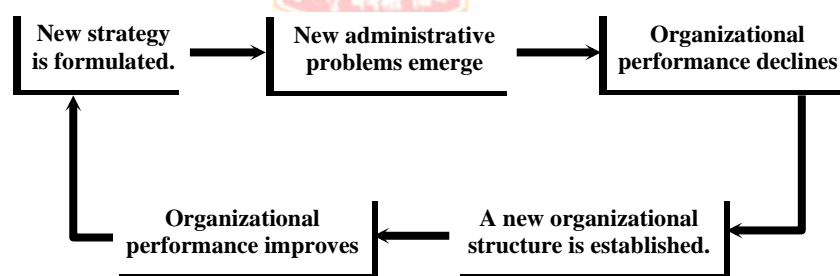 New strategy
is formulated.
New administrative
problems emerge
Organizational
performance declines
A new organizational
structure is established.
Organizational
performance improves